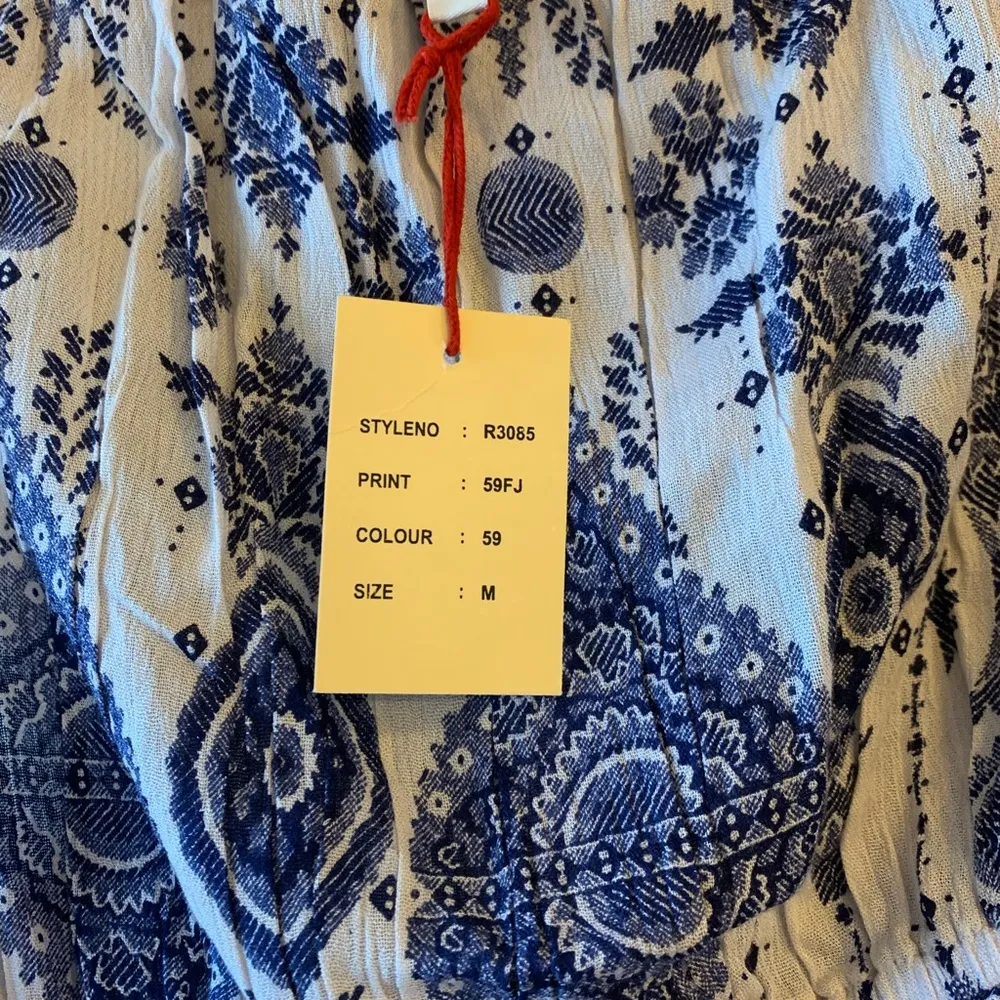 STYLENO : R3085
PRINT : 59FJ
COLOUR : 59
SIZE : M